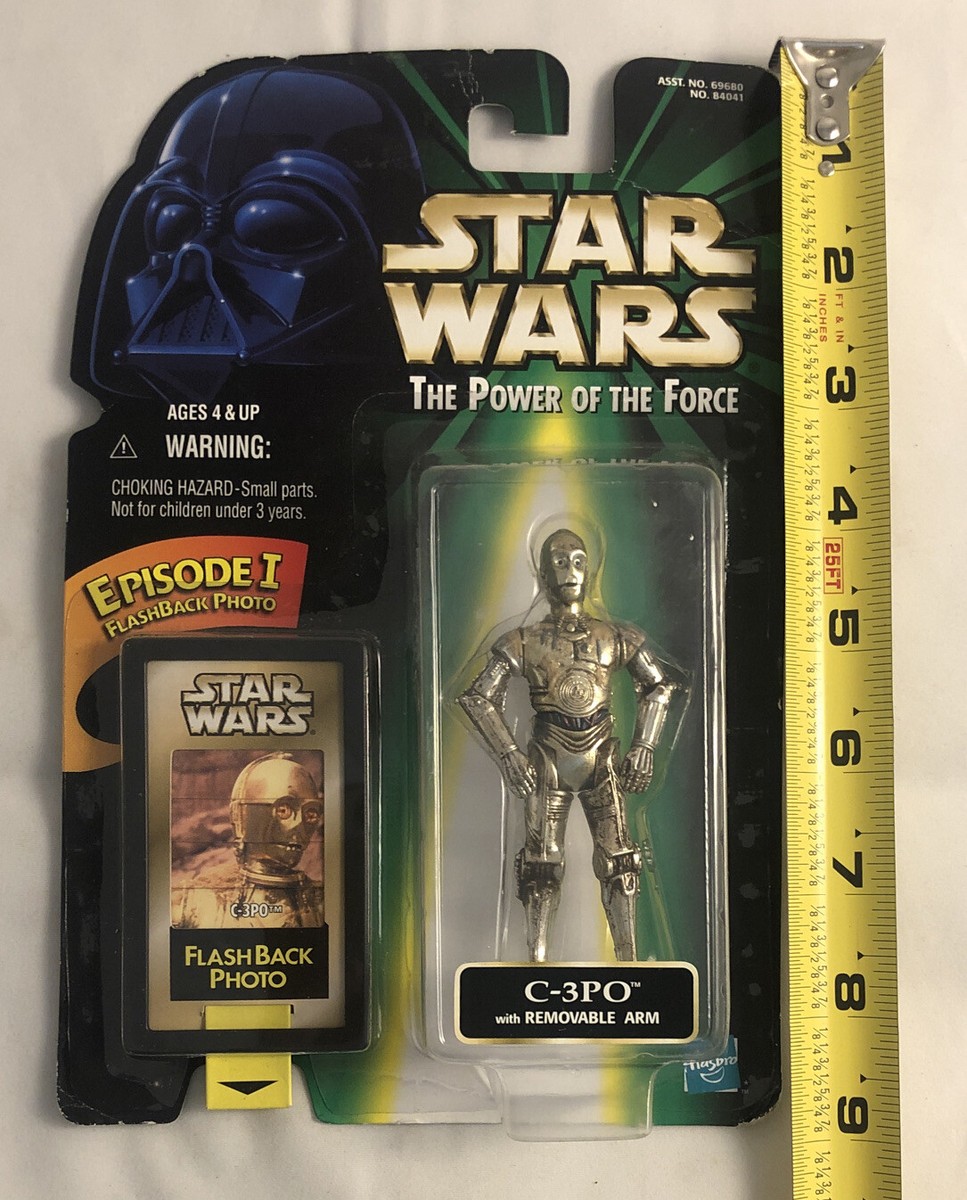 ASST. NO. 69680
NO. 84041
STAR
WARS
THE POWER OF THE FORCE
AGES 4 & UP
WARNING:
CHOKING HAZARD-Small parts.
Not for children under 3 years.
EPISODE I
FLASHBACK PHOTO
STAR
WARS
C-3PO™
FLASHBACK
PHOTO
C-3PO™
with REMOVABLE ARM
Hasbro
1
2
FT & IN
INCHES
3
4
25FT
5
6
7
8
9